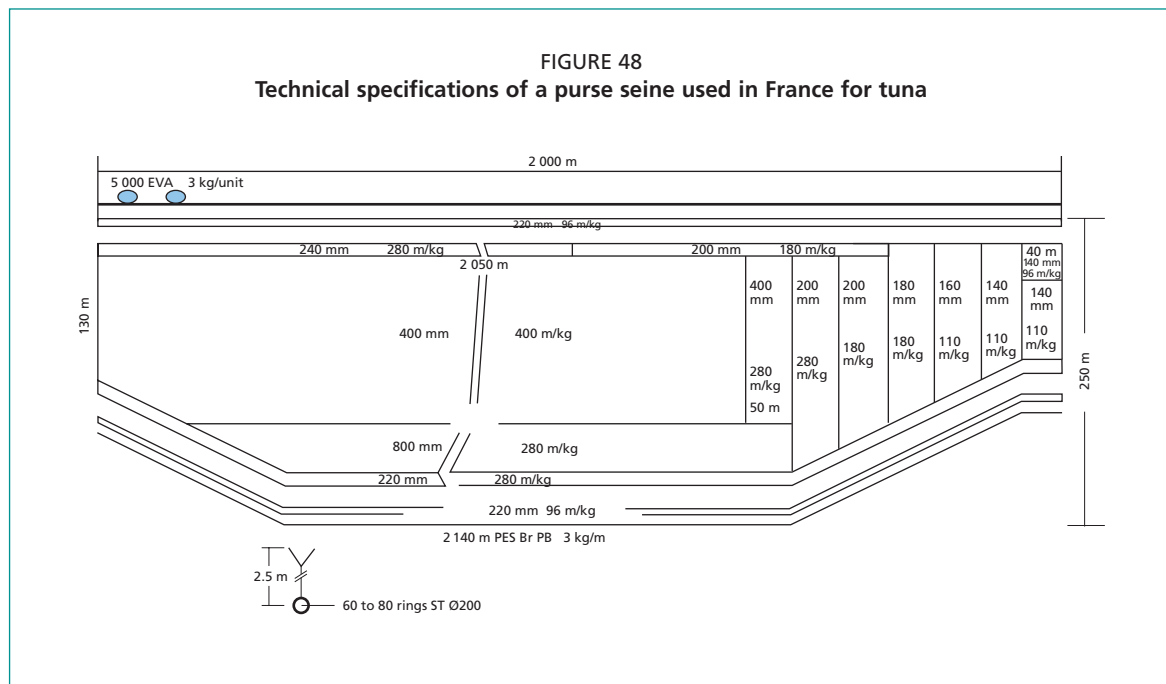 FIGURE 48
Technical specifications of a purse seine used in France for tuna
2 000 m
5 000 EVA 3 kg/unit
220 mm 96 m/kg
240 mm 280 m/kg
200 mm 180 m/kg
2 050 m
130 m
400 mm 400 m/kg
400
mm
280
m/kg
50 m
200
mm
280
m/kg
200
mm
180
m/kg
180
mm
180
m/kg
160
mm
110
m/kg
140
mm
110
m/kg
40 m
140 mm
96 m/kg
140
mm
110
m/kg
250 m
800 mm 280 m/kg
220 mm 280 m/kg
220 mm 96 m/kg
2 140 m PES Br PB 3 kg/m
2.5 m
60 to 80 rings ST Ø200